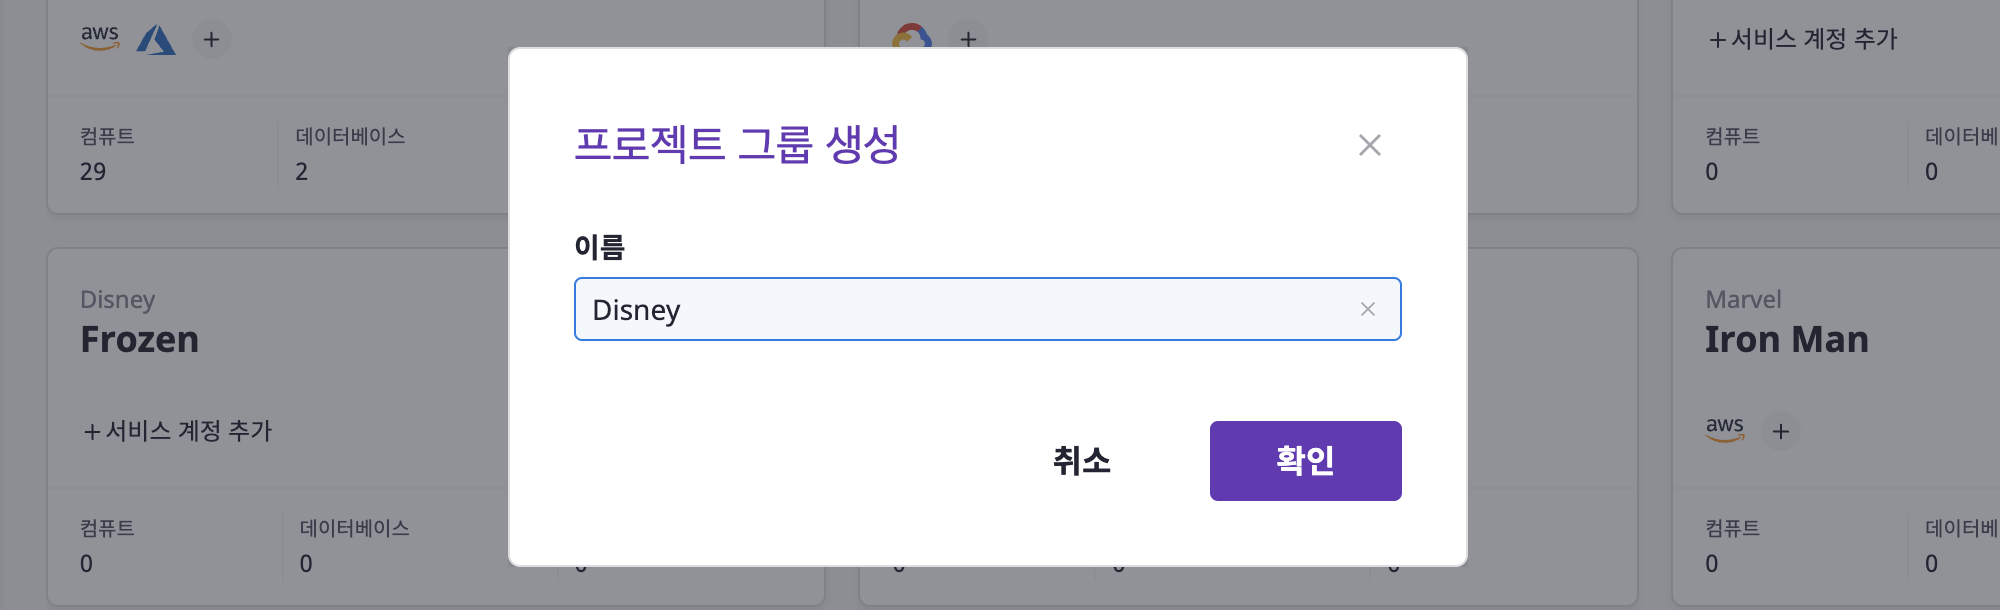 aws
+
+
+ 서비스 계정 추가
컴퓨트
29
데이터베이스
2
컴퓨트
0
데이터베
0
프로젝트 그룹 생성
이름
Disney
취소
확인
Disney
Frozen
+ 서비스 계정 추가
컴퓨트
0
데이터베이스
0
Marvel
Iron Man
aws
+
컴퓨트
0
데이터베
0